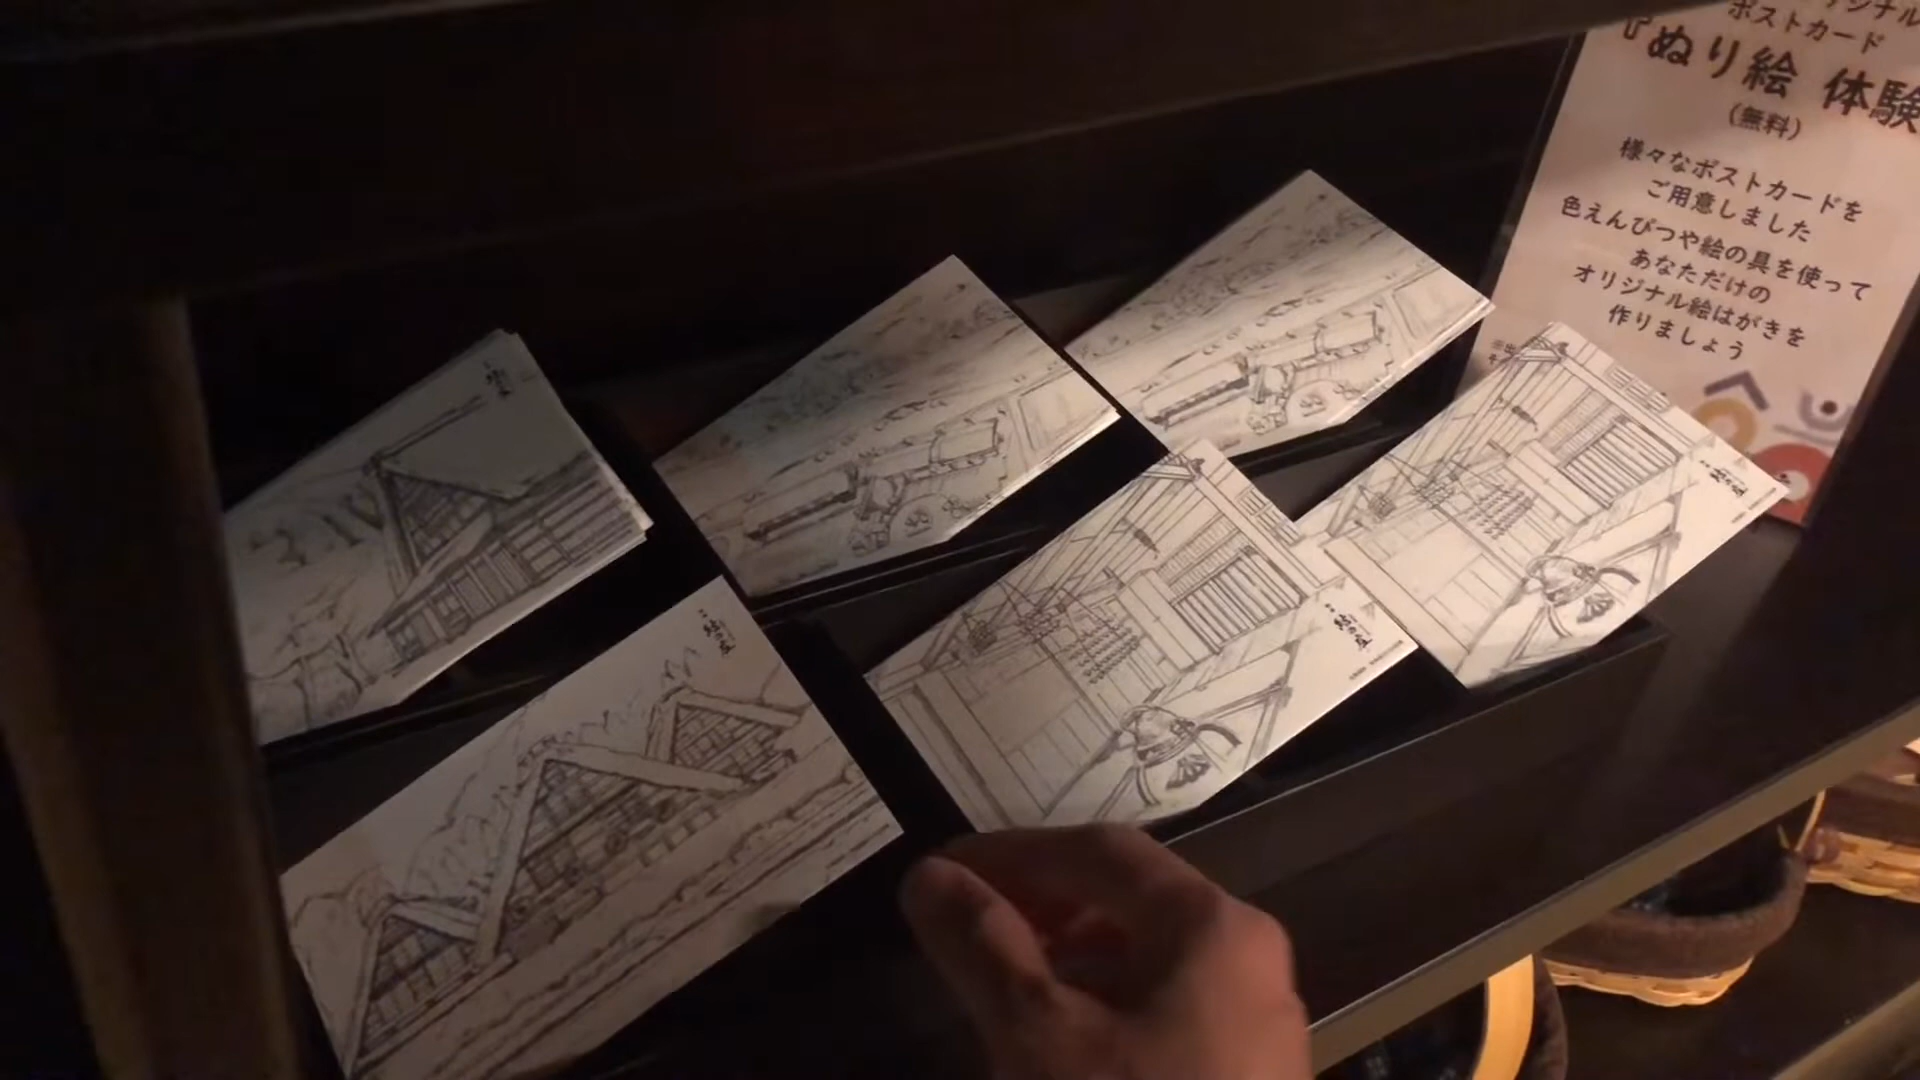 ポストカード
『ぬり絵 体験
(無料)
様々なポストカードを
ご用意しました
色えんぴつや絵の具を使って
あなただけの
オリジナル絵はがきを
作りましょう